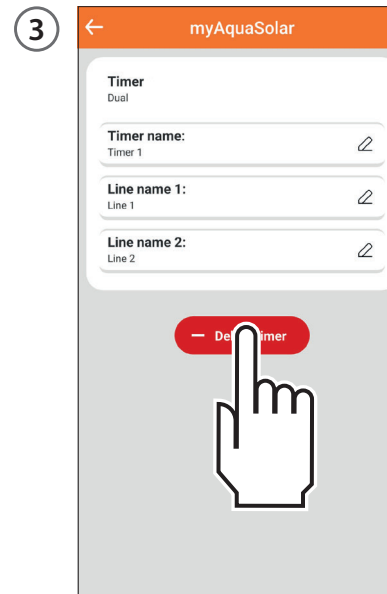 3
myAquaSolar
Timer
Dual
Timer name:
Timer 1
Line name 1:
Line 1
Line name 2:
Line 2